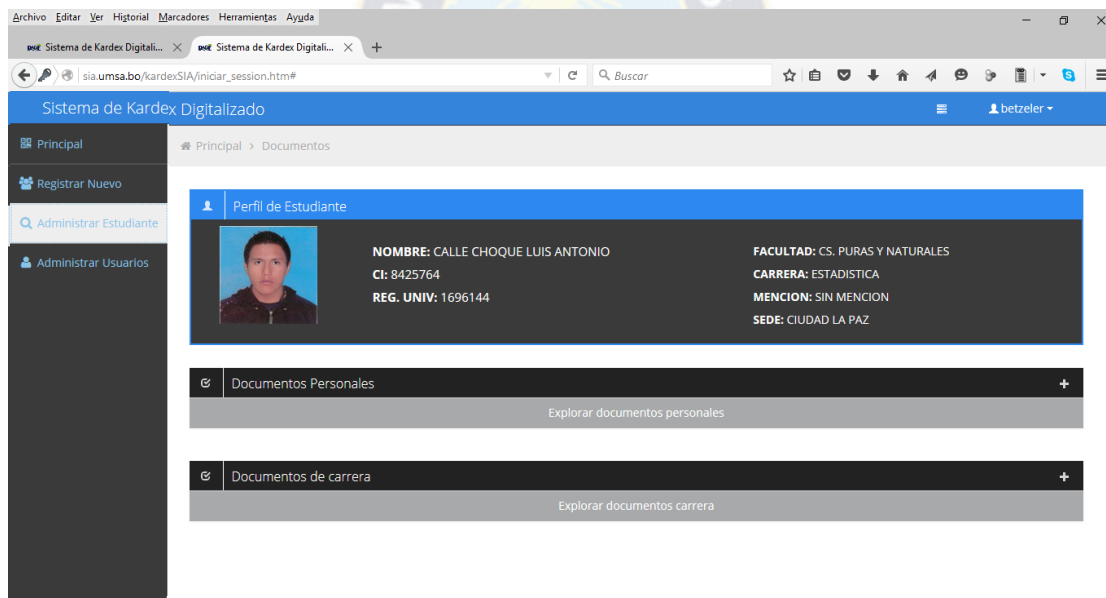 Archivo Editar Ver Historial Marcadores Herramientas Ayuda
Sistema de Kardex Digitali... Sistema de Kardex Digitali...
sia.umsa.bo/kardexSIA/iniciar_session.htm# Buscar
Sistema de Kardex Digitalizado betzeler
Principal
Principal > Documentos
Registrar Nuevo
Administrar Estudiante
Administrar Usuarios
Perfil de Estudiante
NOMBRE: CALLE CHOQUE LUIS ANTONIO
CI: 8425764
REG. UNIV: 1696144
FACULTAD: CS. PURAS Y NATURALES
CARRERA: ESTADISTICA
MENCION: SIN MENCION
SEDE: CIUDAD LA PAZ
Documentos Personales
Explorar documentos personales
Documentos de carrera
Explorar documentos carrera